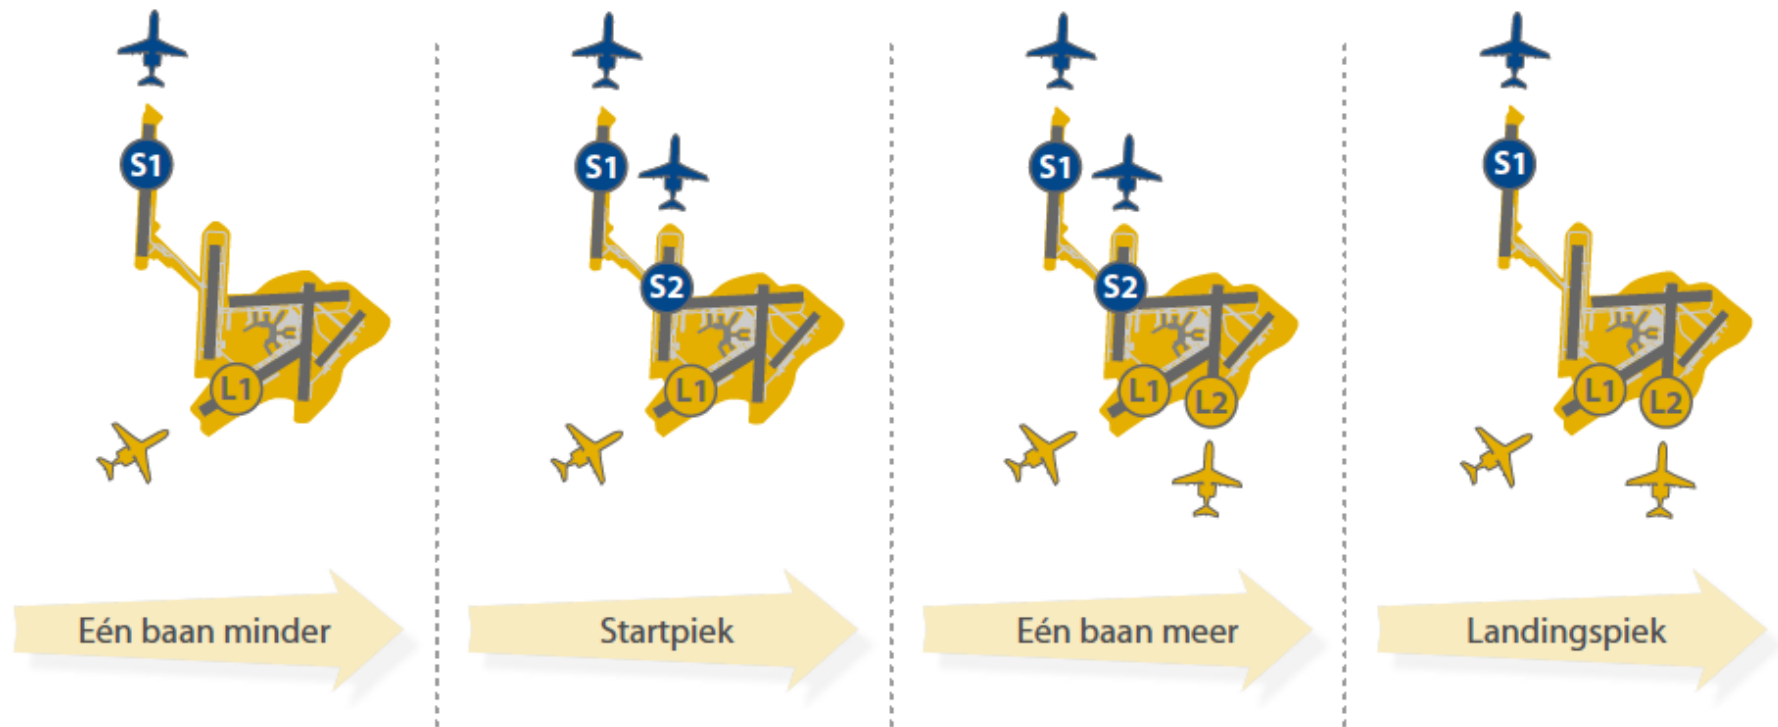 S1
L1
Eén baan minder
S1
S2
L1
Startpiek
S1
S2
L1
L2
Eén baan meer
S1
L1
L2
Landingspiek